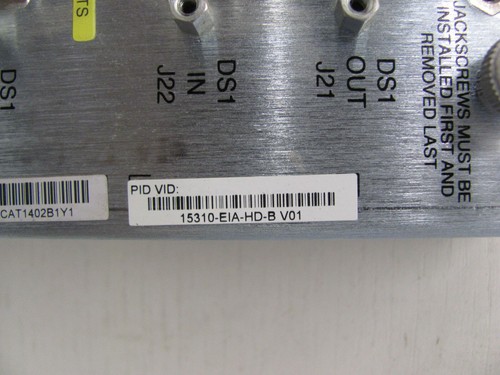 TS
DS1
DS1
IN
J22
DS1
OUT
J21
JACKSCREWS MUST BE
INSTALLED FIRST AND
REMOVED LAST
CAT1402B1Y1
PID VID:
15310-EIA-HD-B V01